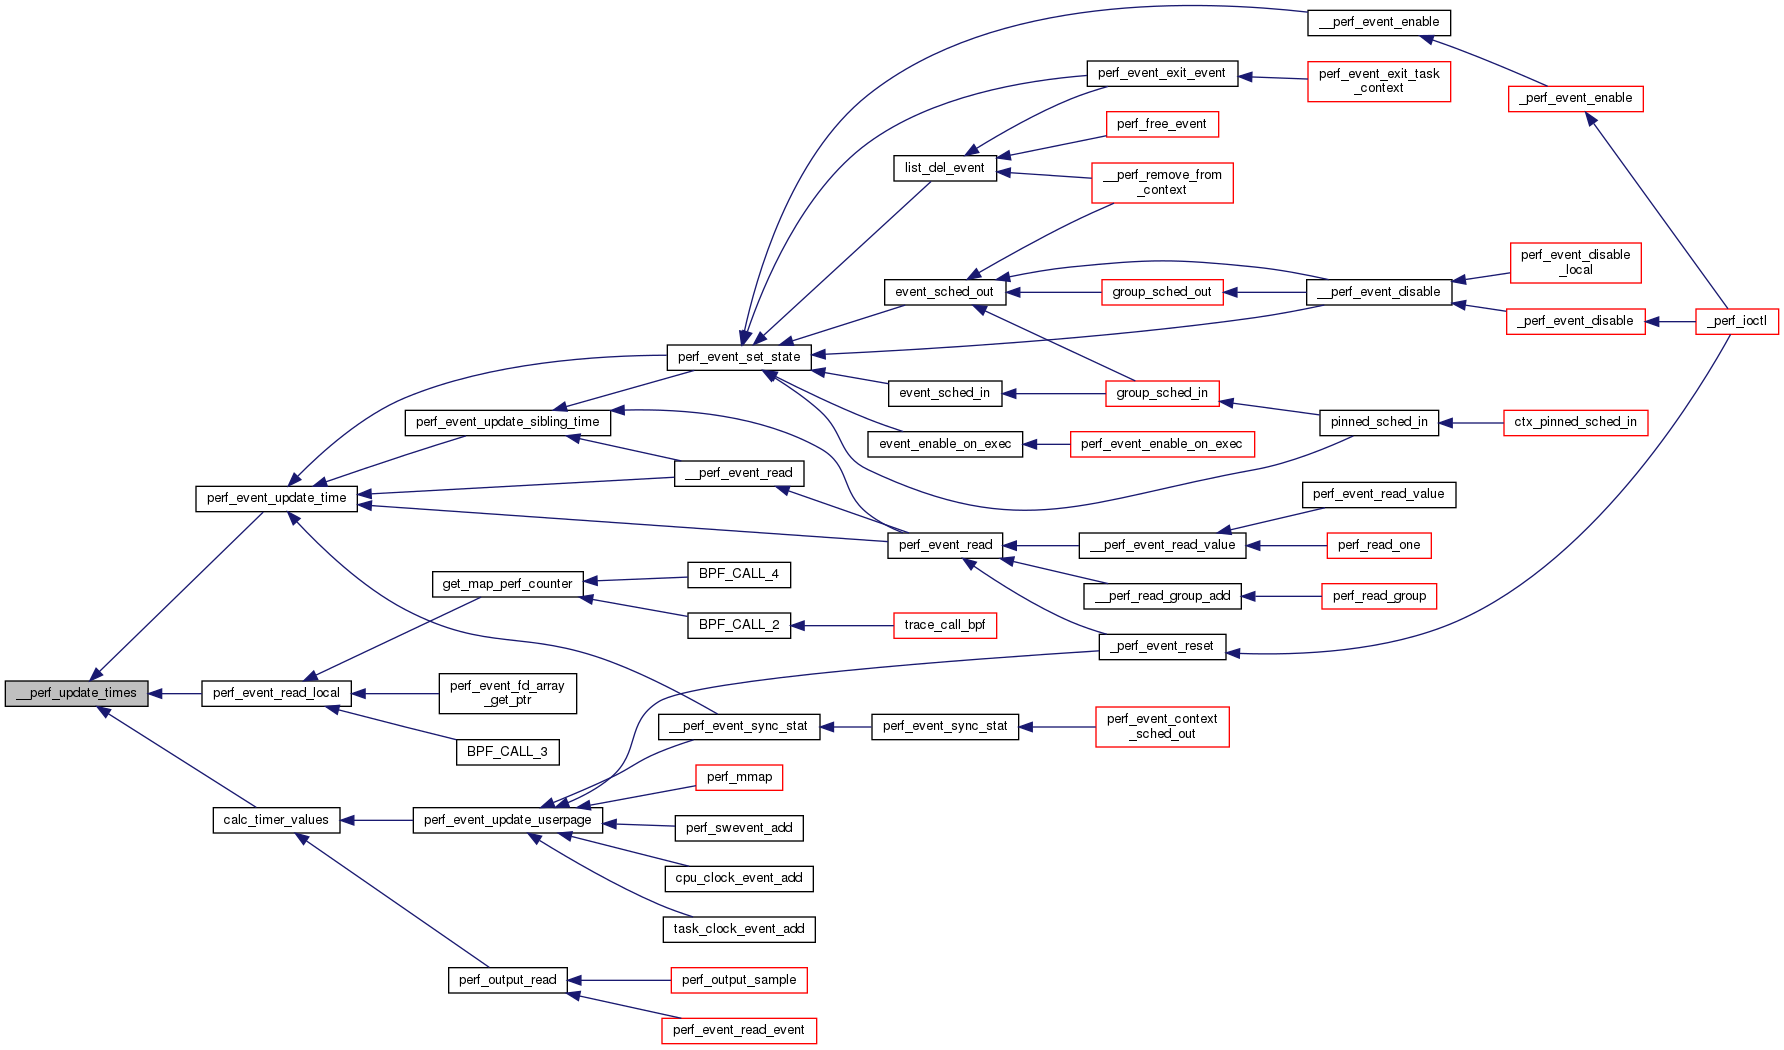 __perf_event_enable
perf_event_exit_event
perf_event_exit_task
_context
_perf_event_enable
perf_free_event
list_del_event
__perf_remove_from
_context
perf_event_disable
_local
event_sched_out
group_sched_out
__perf_event_disable
_perf_event_disable
_perf_ioctl
perf_event_set_state
event_sched_in
group_sched_in
perf_event_update_sibling_time
pinned_sched_in
ctx_pinned_sched_in
event_enable_on_exec
perf_event_enable_on_exec
__perf_event_read
perf_event_update_time
perf_event_read_value
perf_event_read
__perf_event_read_value
perf_read_one
get_map_perf_counter
BPF_CALL_4
__perf_read_group_add
perf_read_group
BPF_CALL_2
trace_call_bpf
_perf_event_reset
__perf_update_times
perf_event_read_local
perf_event_fd_array
_get_ptr
__perf_event_sync_stat
perf_event_sync_stat
perf_event_context
_sched_out
BPF_CALL_3
perf_mmap
calc_timer_values
perf_event_update_userpage
perf_swevent_add
cpu_clock_event_add
task_clock_event_add
perf_output_read
perf_output_sample
perf_event_read_event